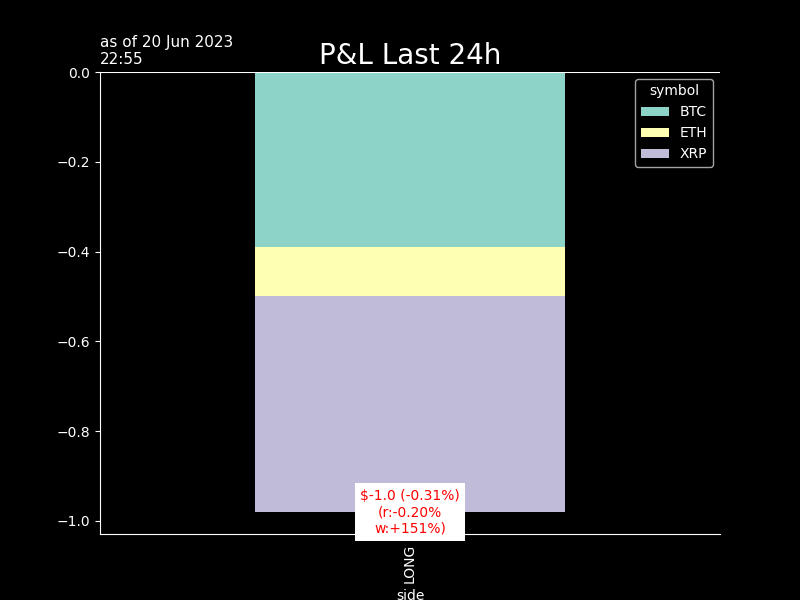 as of 20 Jun 2023
22:55
P&L Last 24h
0.0
−0.2
−0.4
−0.6
−0.8
−1.0
symbol
BTC
ETH
XRP
$-1.0 (-0.31%)
(r:-0.20%
w:+151%)
LONG
side